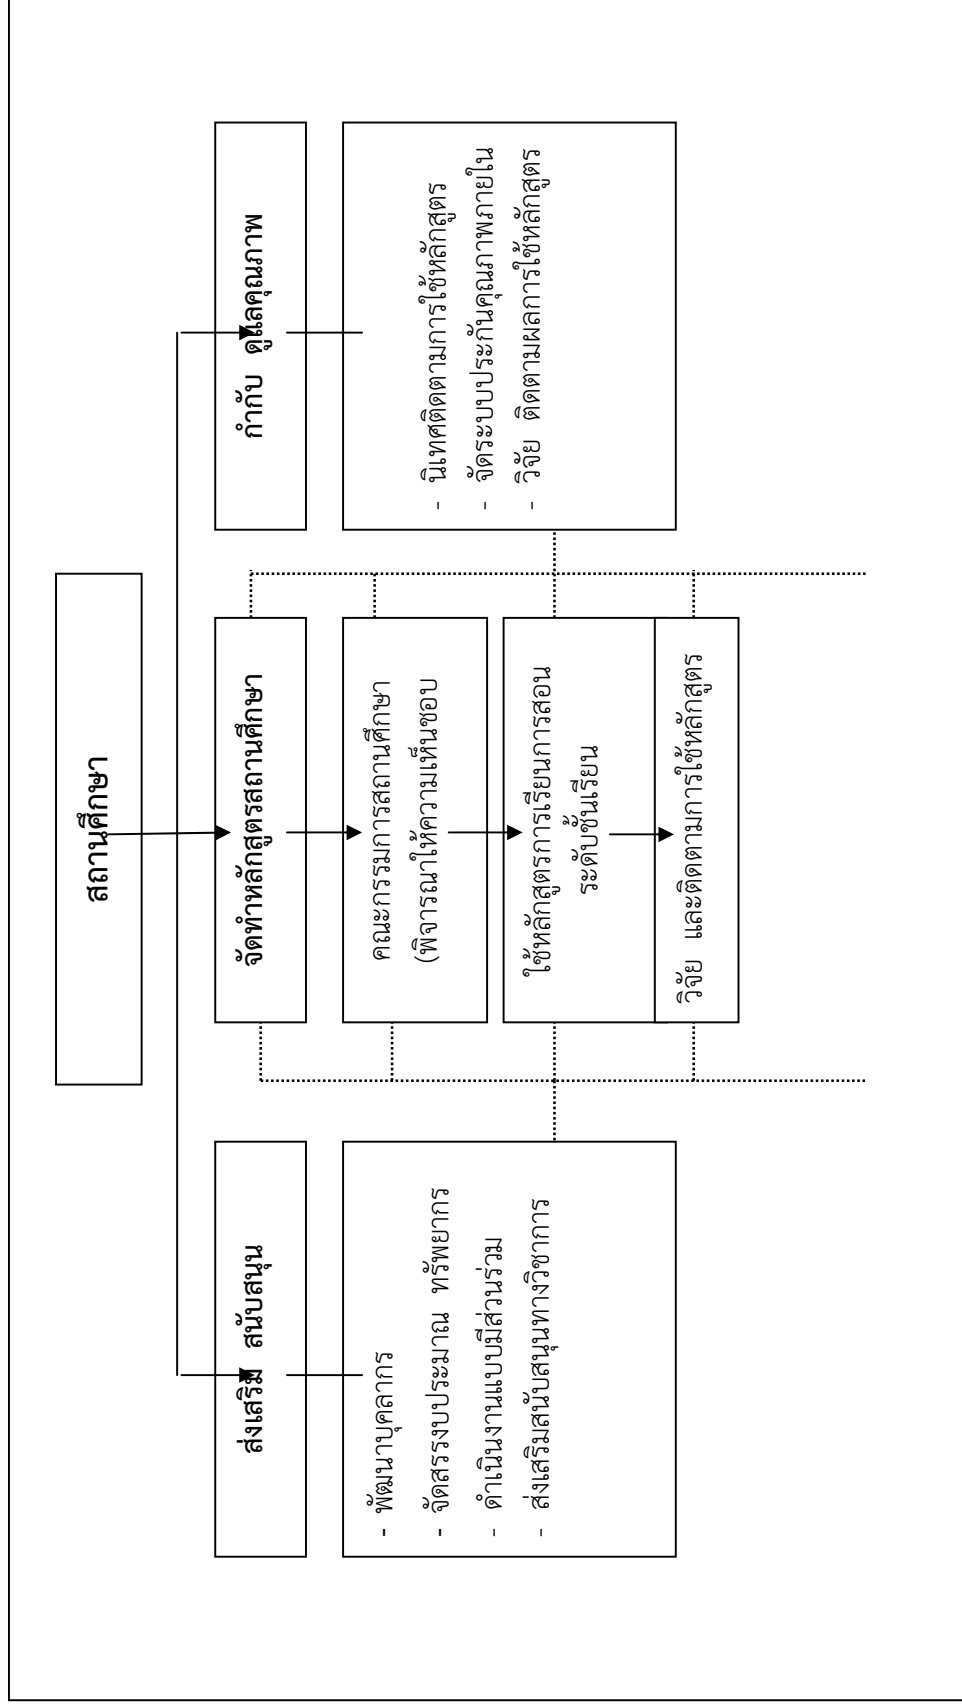 สถานศึกษา
ส่งเสริม สนับสนุน
จัดทำหลักสูตรสถานศึกษา
กำกับ ดูแลคุณภาพ
- พัฒนาบุคลากร
- จัดสรรงบประมาณ ทรัพยากร
- ดำเนินงานแบบมีส่วนร่วม
- ส่งเสริมสนับสนุนทางวิชาการ
คณะกรรมการสถานศึกษา
(พิจารณาให้ความเห็นชอบ
ใช้หลักสูตรการเรียนการสอน
ระดับชั้นเรียน
วิจัย และติดตามการใช้หลักสูตร
- นิเทศติดตามการใช้หลักสูตร
- จัดระบบประกันคุณภาพภายใน
- วิจัย ติดตามผลการใช้หลักสูตร